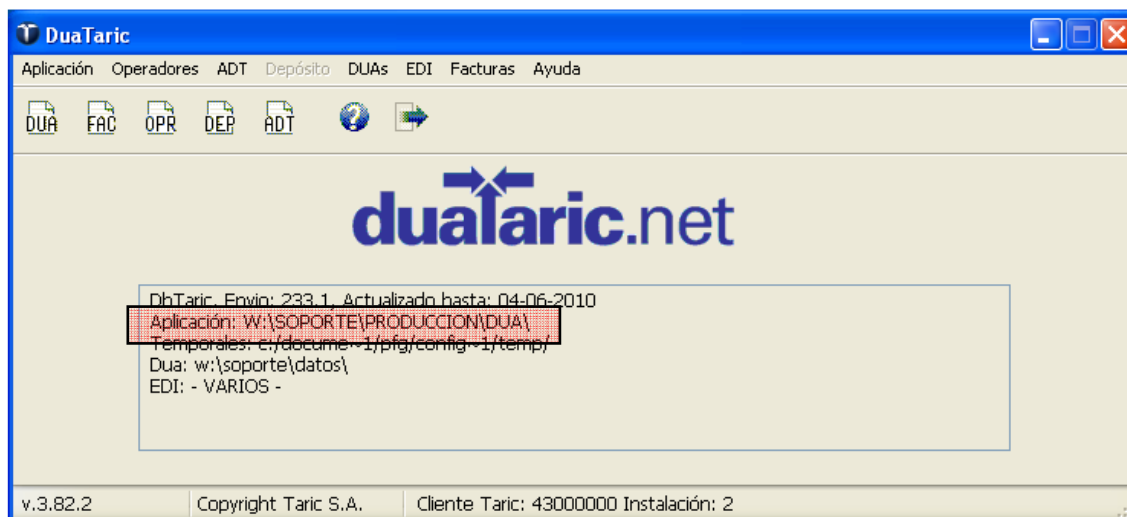 DuaTaric
Aplicación Operadores ADT Depósito DUAs EDI Facturas Ayuda
DUA FAC OPR DEP ADT
duaTaric.net
DhTaric. Envio: 233.1, Actualizado hasta: 04-06-2010
Aplicación: W:\SOPORTE\PRODUCCION\DUA\
Temporales: c:/docume~1/pfg/config~1/temp/
Dua: w:\soporte\datos\
EDI: - VARIOS -
v.3.82.2 Copyright Taric S.A. Cliente Taric: 43000000 Instalación: 2